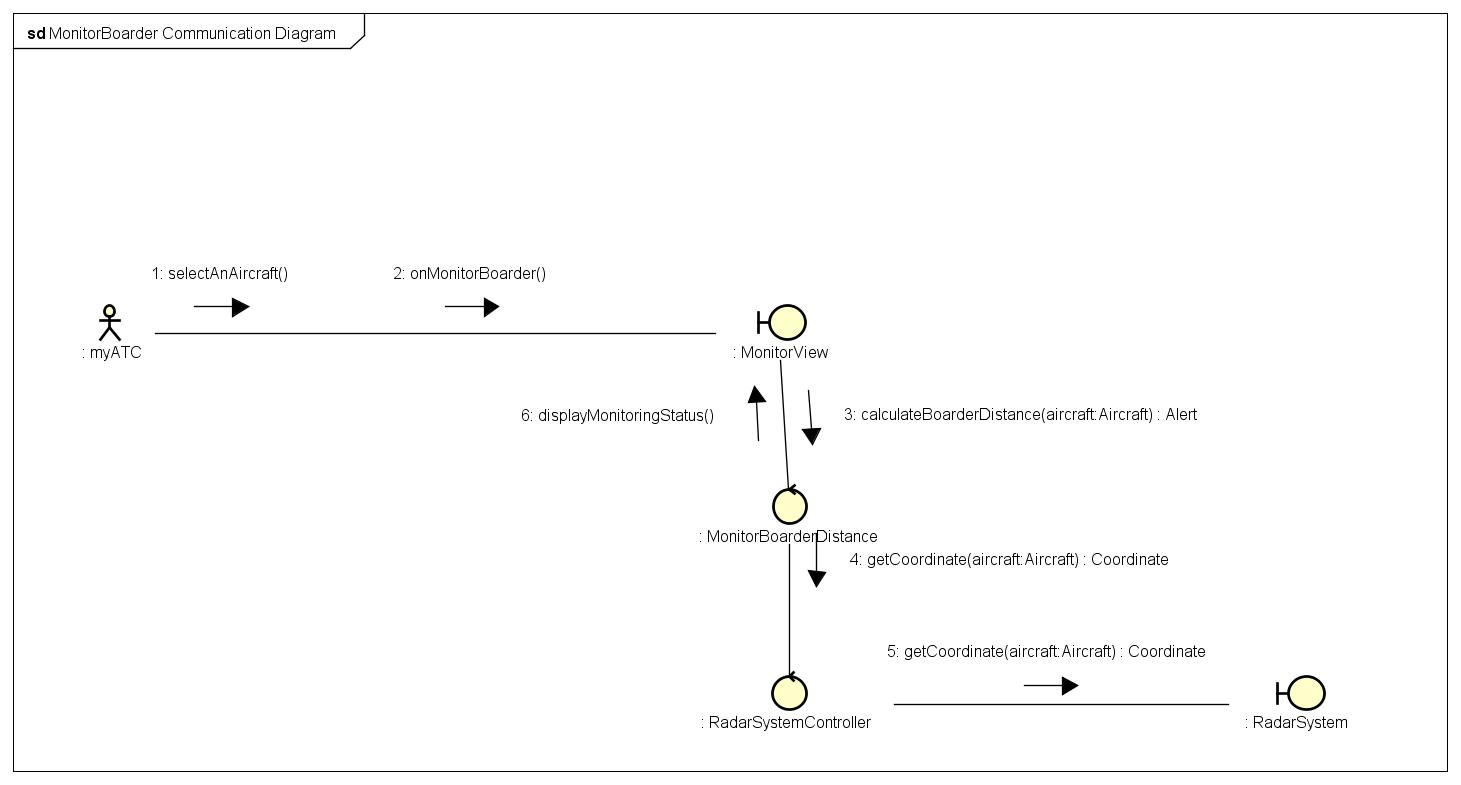 sd MonitorBoarder Communication Diagram
1: selectAnAircraft()
2: onMonitorBoarder()
: myATC
: MonitorView
6: displayMonitoringStatus()
3: calculateBoarderDistance(aircraft:Aircraft) : Alert
: MonitorBoarderDistance
4: getCoordinate(aircraft:Aircraft) : Coordinate
5: getCoordinate(aircraft:Aircraft) : Coordinate
: RadarSystemController
: RadarSystem